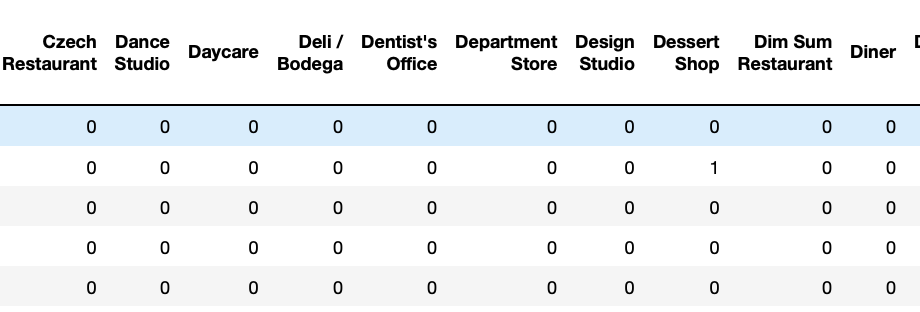 Czech Restaurant Dance Studio Daycare Deli / Bodega Dentist's Office Department Store Design Studio Dessert Shop Dim Sum Restaurant Diner
0 0 0 0 0 0 0 0 0 0
0 0 0 0 0 0 0 1 0 0
0 0 0 0 0 0 0 0 0 0
0 0 0 0 0 0 0 0 0 0
0 0 0 0 0 0 0 0 0 0